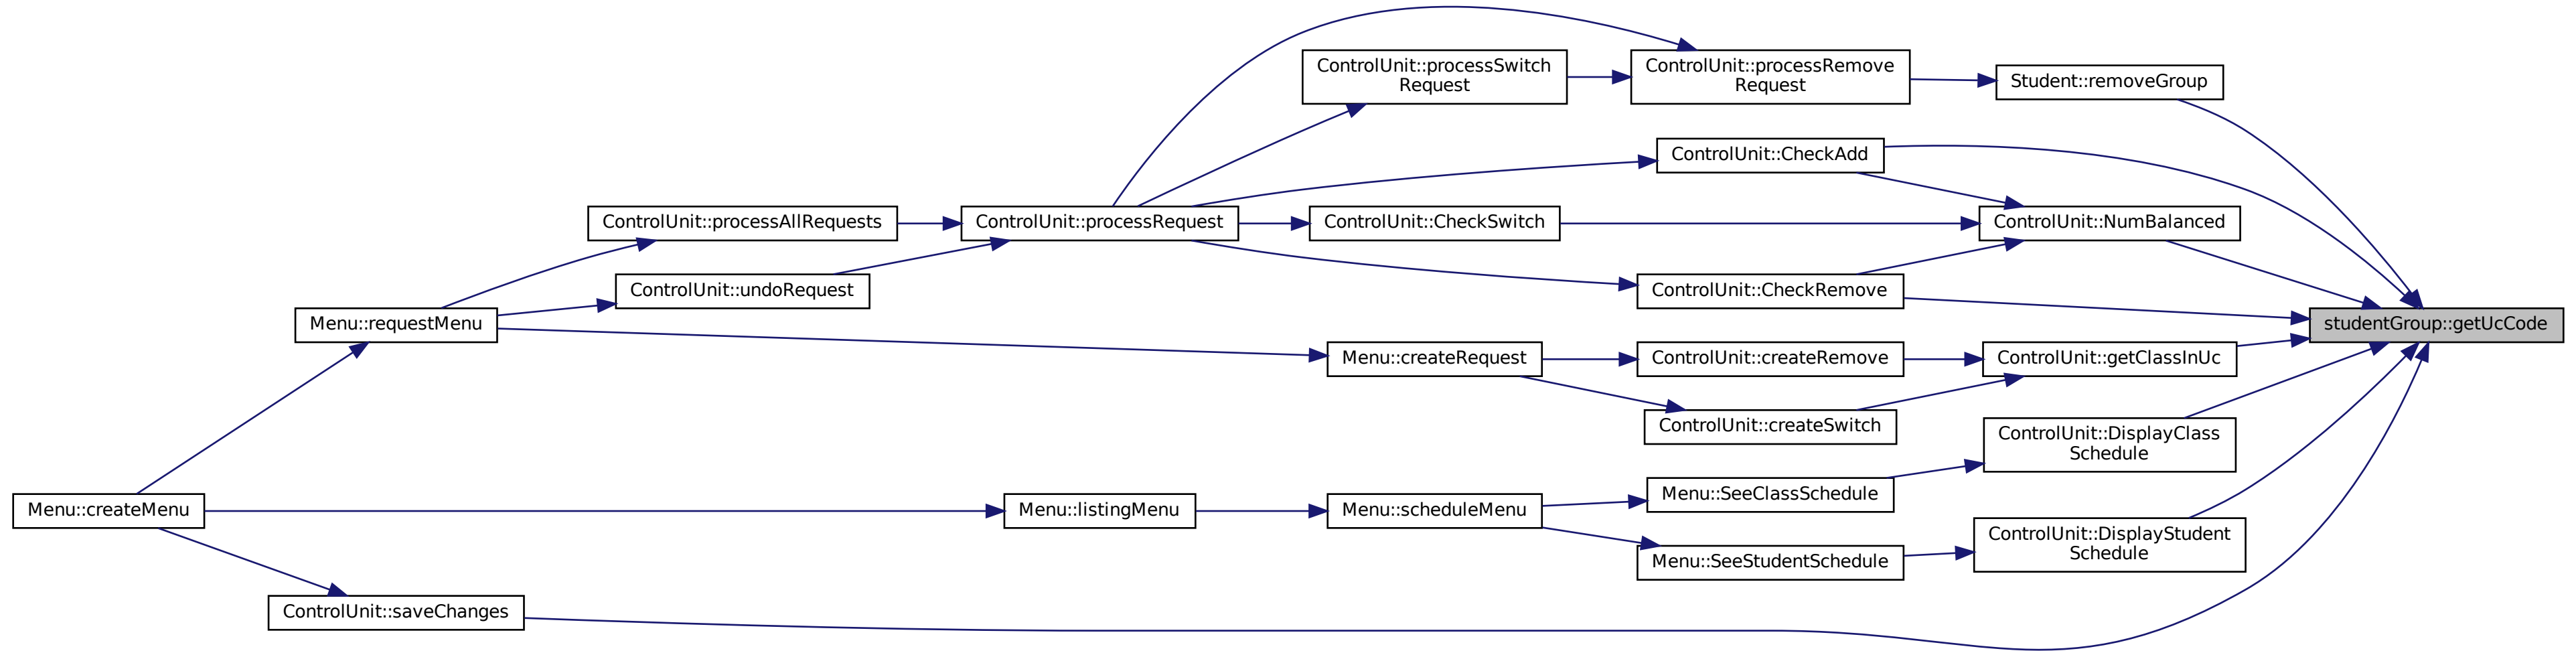 ControlUnit::processSwitch
Request
ControlUnit::processRemove
Request
Student::removeGroup
ControlUnit::CheckAdd
ControlUnit::processAllRequests
ControlUnit::processRequest
ControlUnit::CheckSwitch
ControlUnit::NumBalanced
ControlUnit::undoRequest
ControlUnit::CheckRemove
Menu::requestMenu
studentGroup::getUcCode
Menu::createRequest
ControlUnit::createRemove
ControlUnit::getClassInUc
ControlUnit::createSwitch
ControlUnit::DisplayClass
Schedule
Menu::createMenu
Menu::listingMenu
Menu::scheduleMenu
Menu::SeeClassSchedule
ControlUnit::DisplayStudent
Schedule
Menu::SeeStudentSchedule
ControlUnit::saveChanges